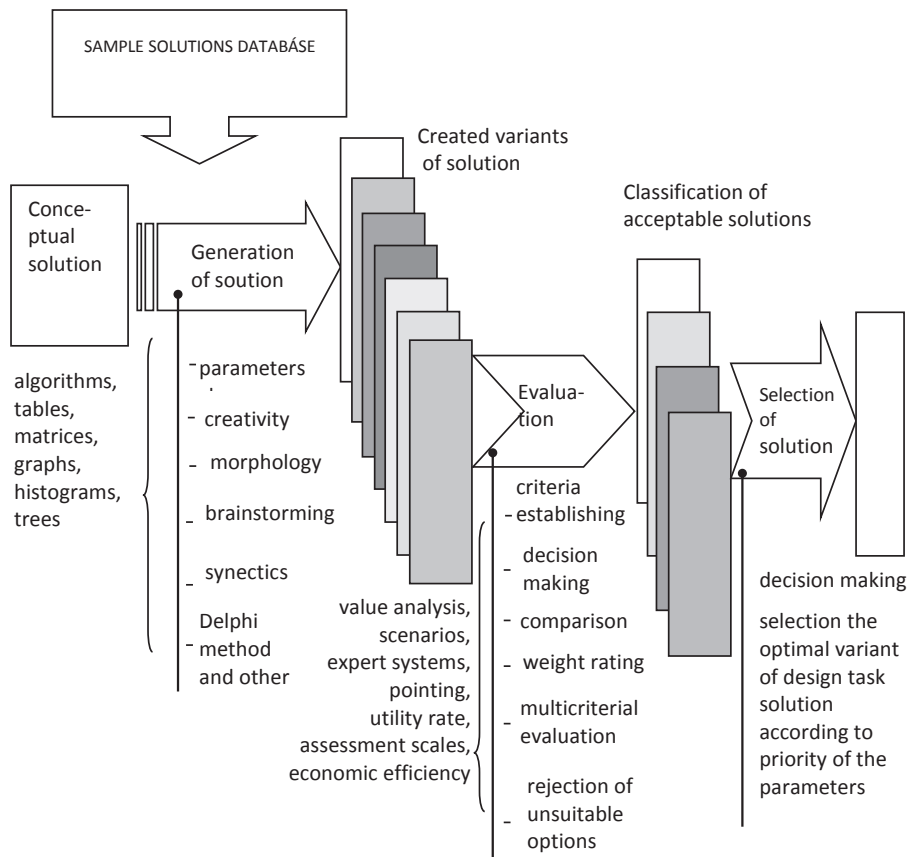 SAMPLE SOLUTIONS DATABÁSE
Conce-
ptual
solution
Generation
of soution
Created variants
of solution
Classification of
acceptable solutions
Evalua-
tion
Selection
of
solution
algorithms,
tables,
matrices,
graphs,
histograms,
trees
- parameters
- creativity
- morphology
- brainstorming
- synectics
- Delphi
method
and other
value analysis,
scenarios,
expert systems,
pointing,
utility rate,
assessment scales,
economic efficiency
criteria
- establishing
- decision
making
- comparison
- weight rating
- multicriterial
evaluation
- rejection of
unsuitable
options
decision making
selection the
optimal variant
of design task
solution
according to
priority of the
parameters